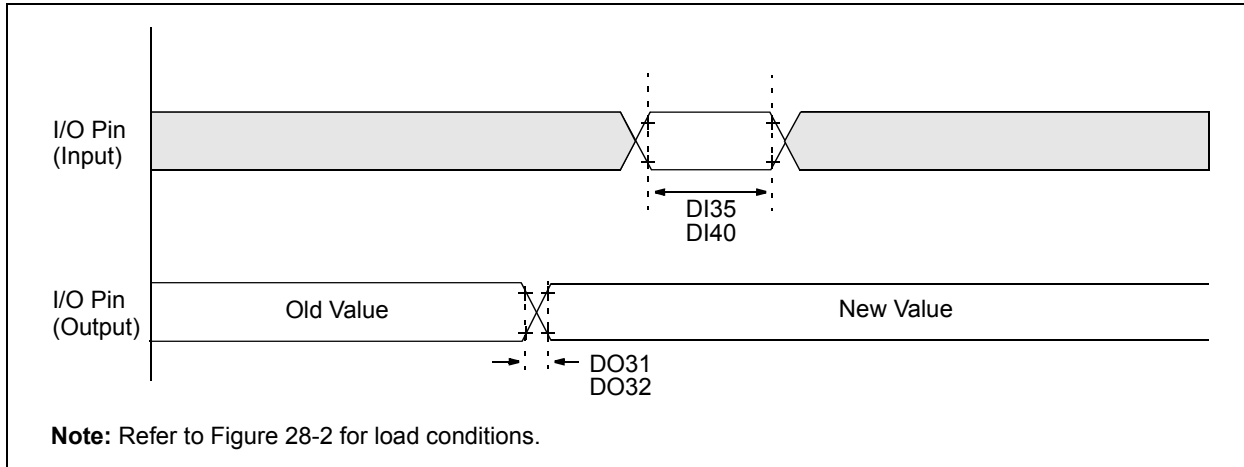 I/O Pin
(Input)
DI35
DI40
I/O Pin
(Output)
Old Value
New Value
DO31
DO32
Note: Refer to Figure 28-2 for load conditions.